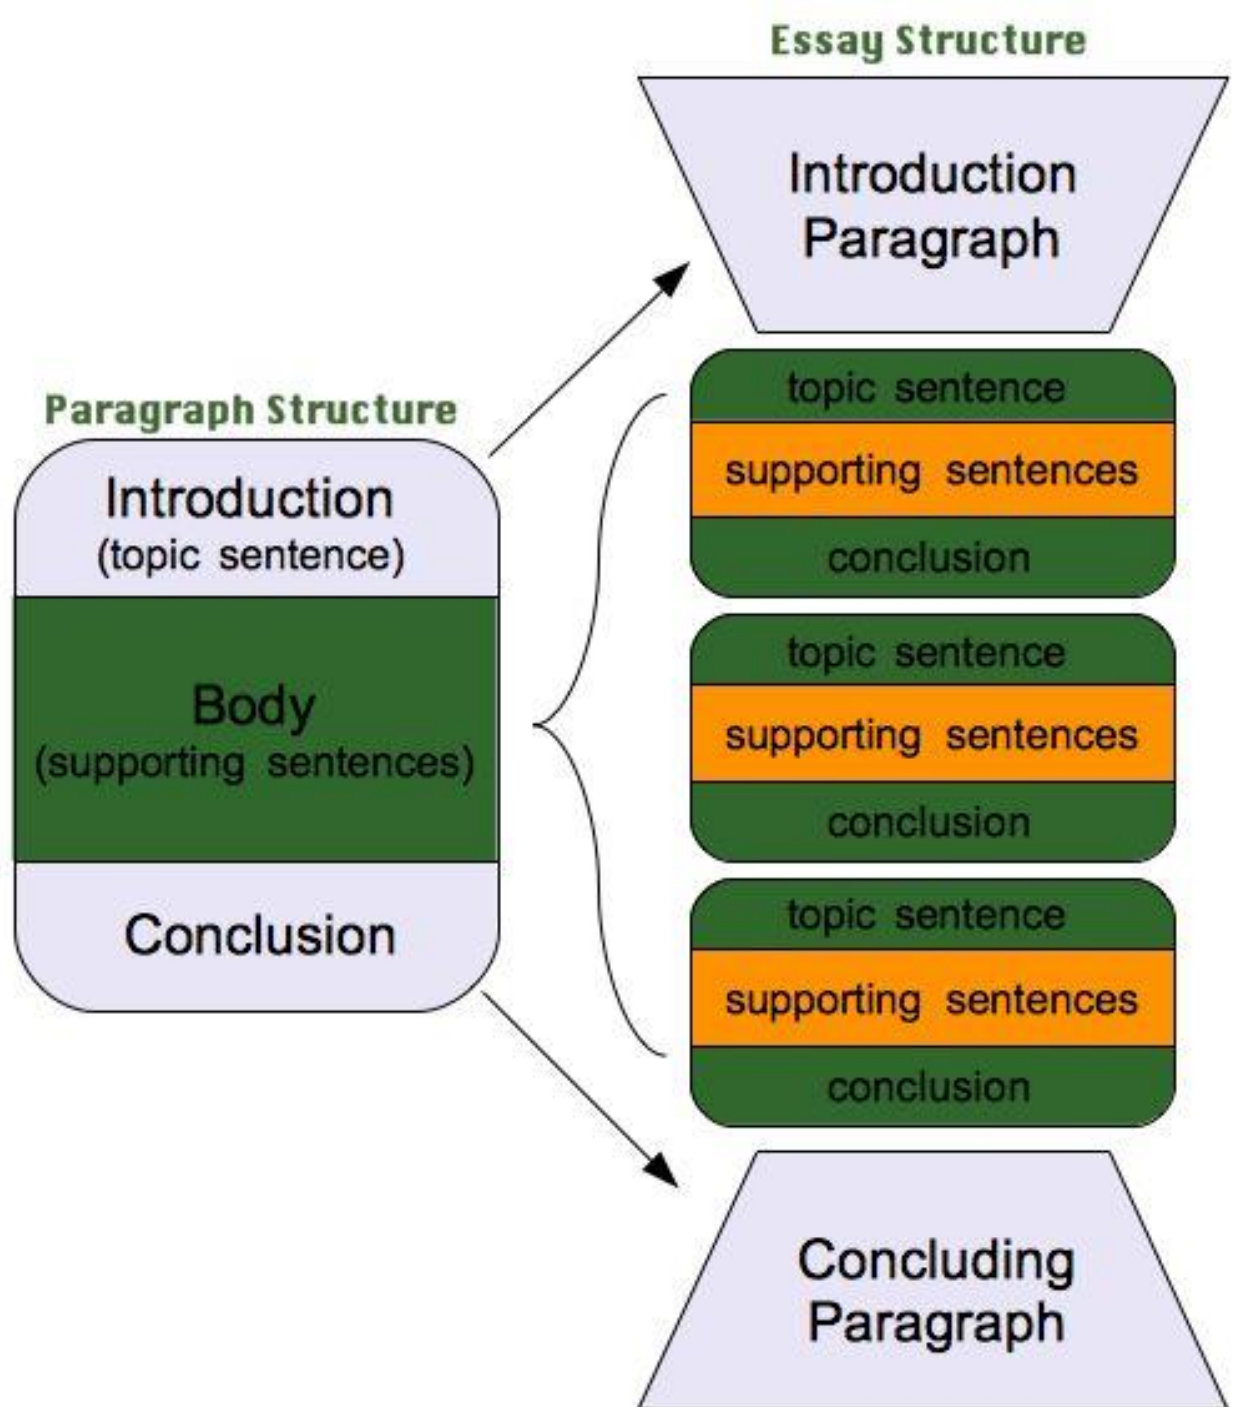 Essay Structure
Introduction
Paragraph
topic sentence
supporting sentences
conclusion
topic sentence
supporting sentences
conclusion
topic sentence
supporting sentences
conclusion
Concluding
Paragraph
Paragraph Structure
Introduction
(topic sentence)
Body
(supporting sentences)
Conclusion